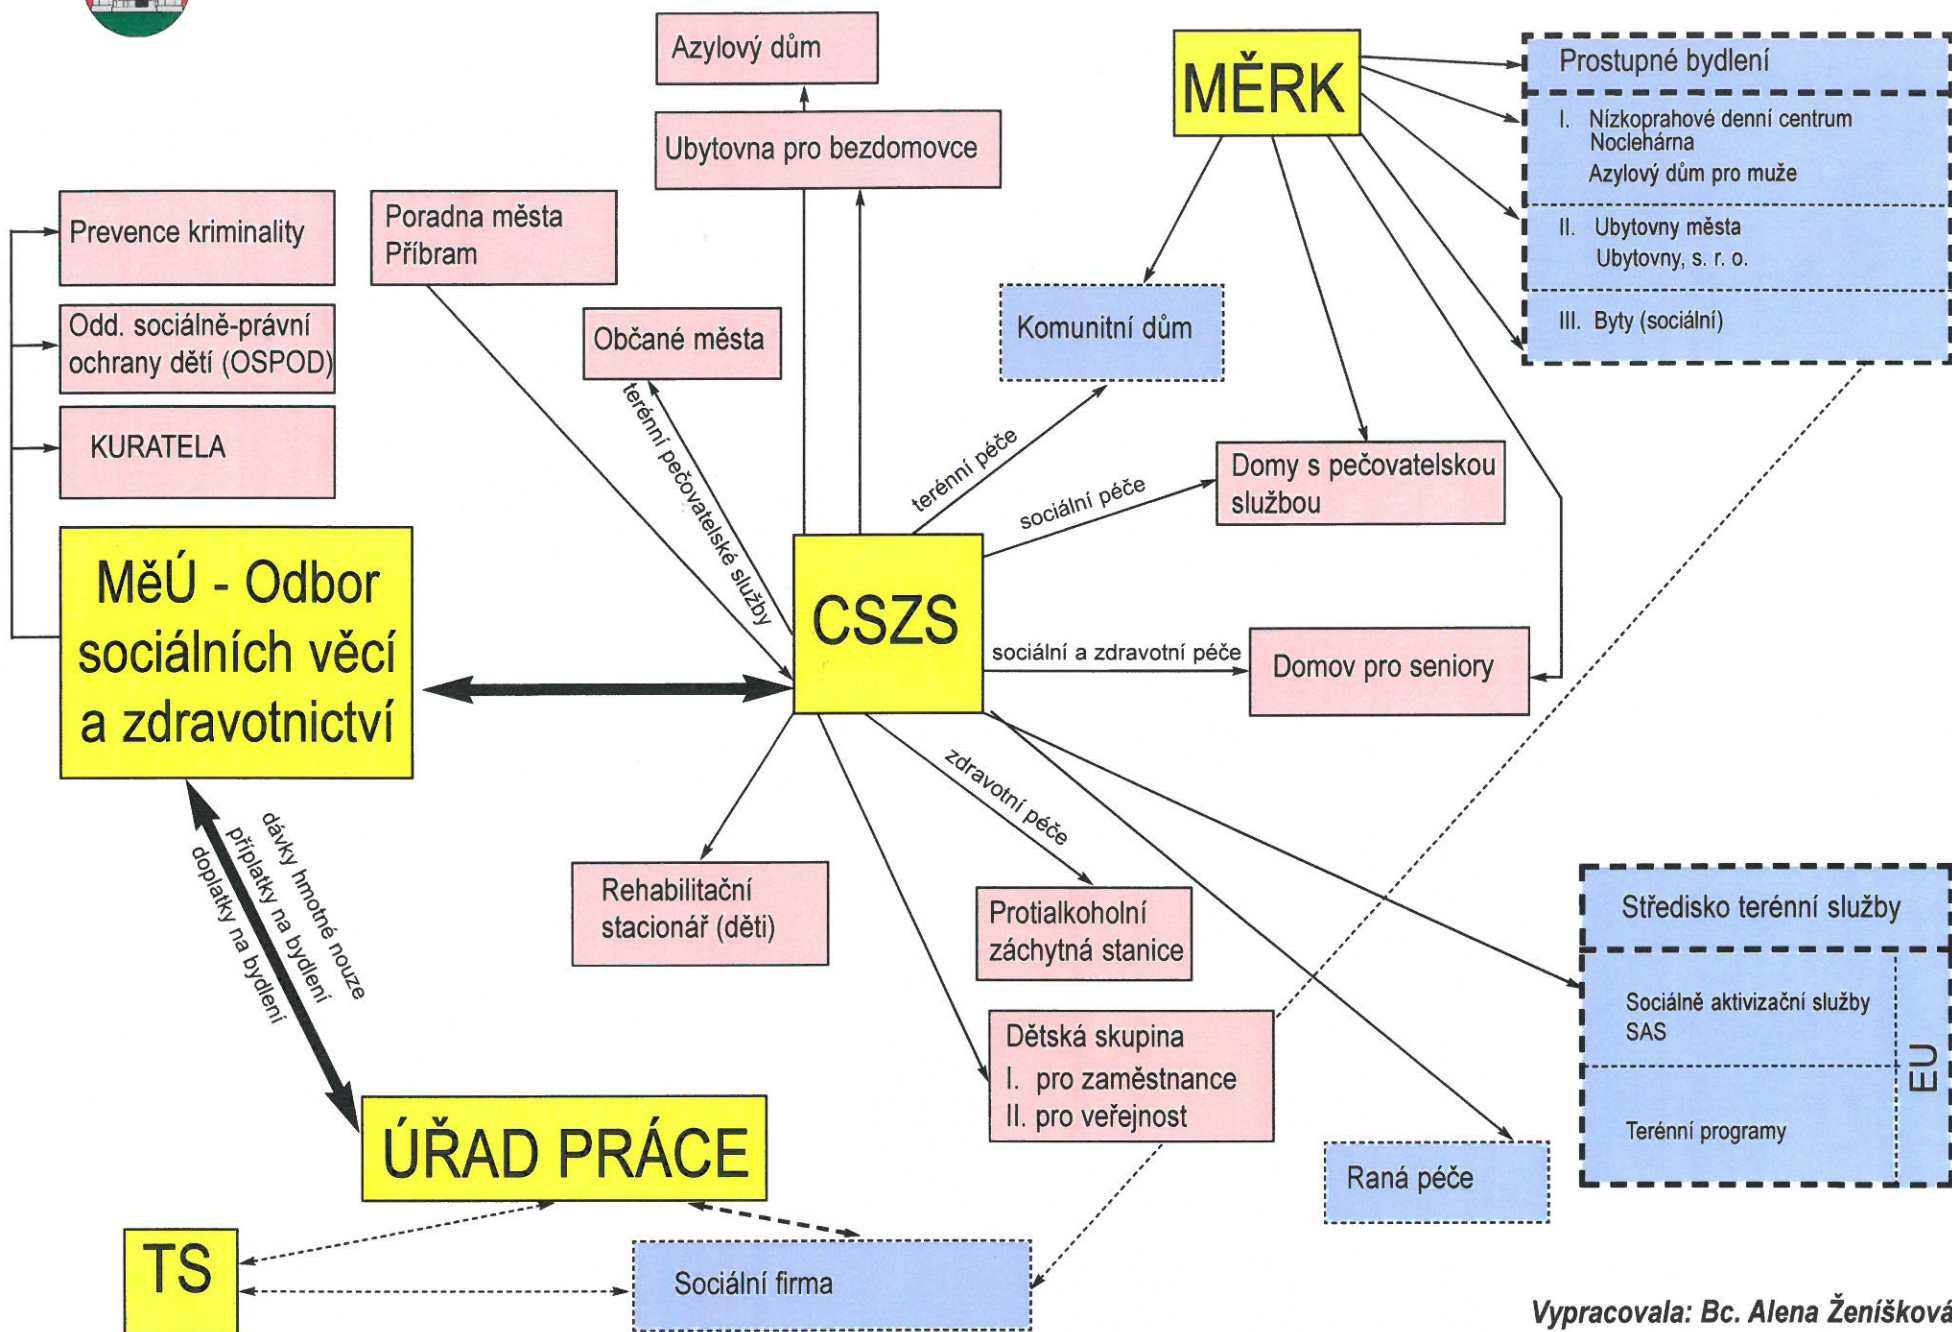 Azylový dům
Ubytovna pro bezdomovce
MĚRK
Prostupné bydlení
I. Nízkoprahové denní centrum
Noclehárna
Azylový dům pro muže
II. Ubytovny města
Ubytovny, s. r. o.
III. Byty (sociální)
Prevence kriminality
Poradna města
Příbram
Odd. sociálně-právní
ochrany dětí (OSPOD)
Občané města
Komunitní dům
KURATELA
terénní pečovatelské služby
terénní péče
sociální péče
Domy s pečovatelskou
službou
MěÚ - Odbor
sociálních věcí
a zdravotnictví
CSZS
sociální a zdravotní péče
Domov pro seniory
zdravotní péče
dávky hmotné nouze
příplatky na bydlení
doplatky na bydlení
Rehabilitační
stacionář (děti)
Protialkoholní
záchytná stanice
Středisko terénní služby
Sociálně aktivizační služby
SAS
EU
Terénní programy
Dětská skupina
I. pro zaměstnance
II. pro veřejnost
Raná péče
ÚŘAD PRÁCE
TS
Sociální firma
Vypracovala: Bc. Alena Ženíšková